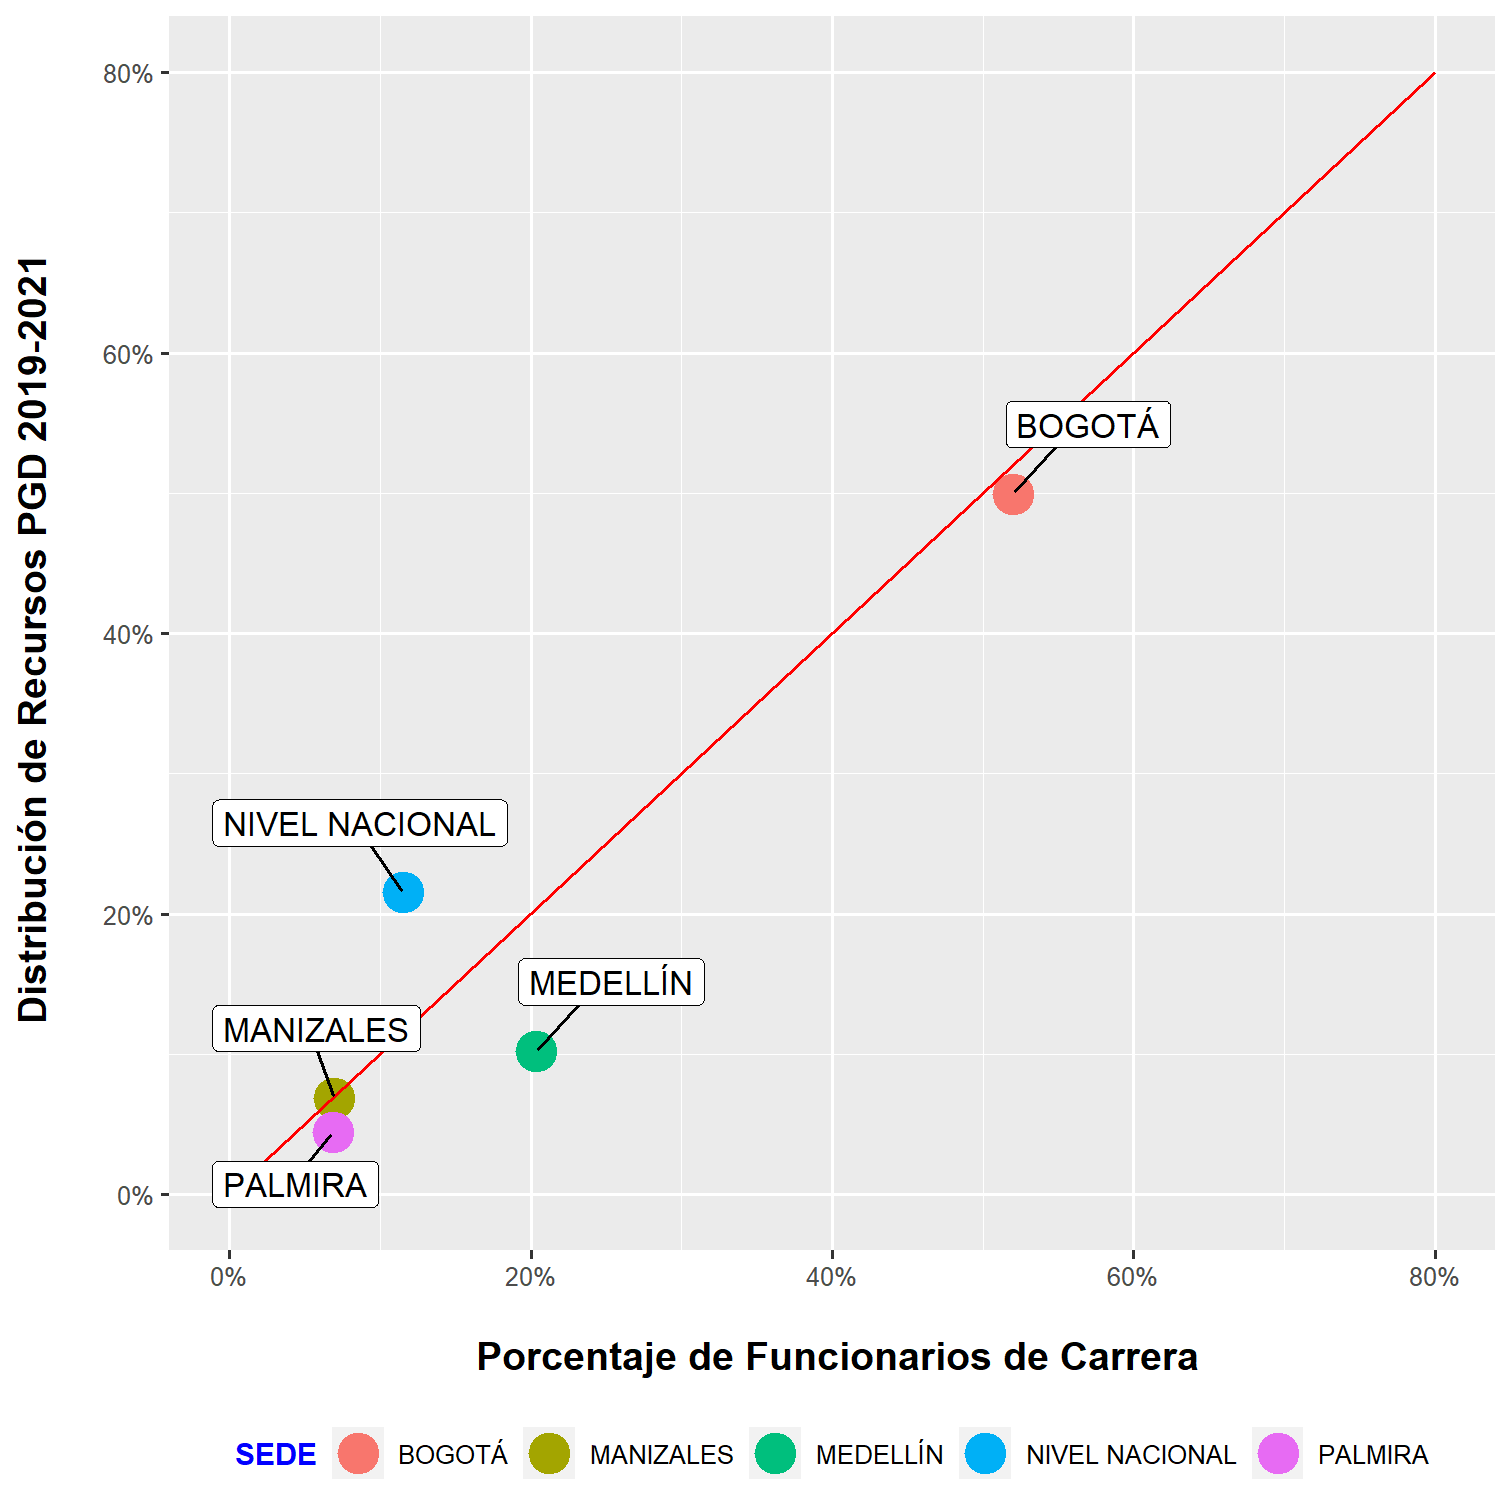 Distribución de Recursos PGD 2019-2021
80%
60%
40%
20%
0%
BOGOTÁ
NIVEL NACIONAL
MEDELLÍN
MANIZALES
PALMIRA
0% 20% 40% 60% 80%
Porcentaje de Funcionarios de Carrera
SEDE BOGOTÁ MANIZALES MEDELLÍN NIVEL NACIONAL PALMIRA